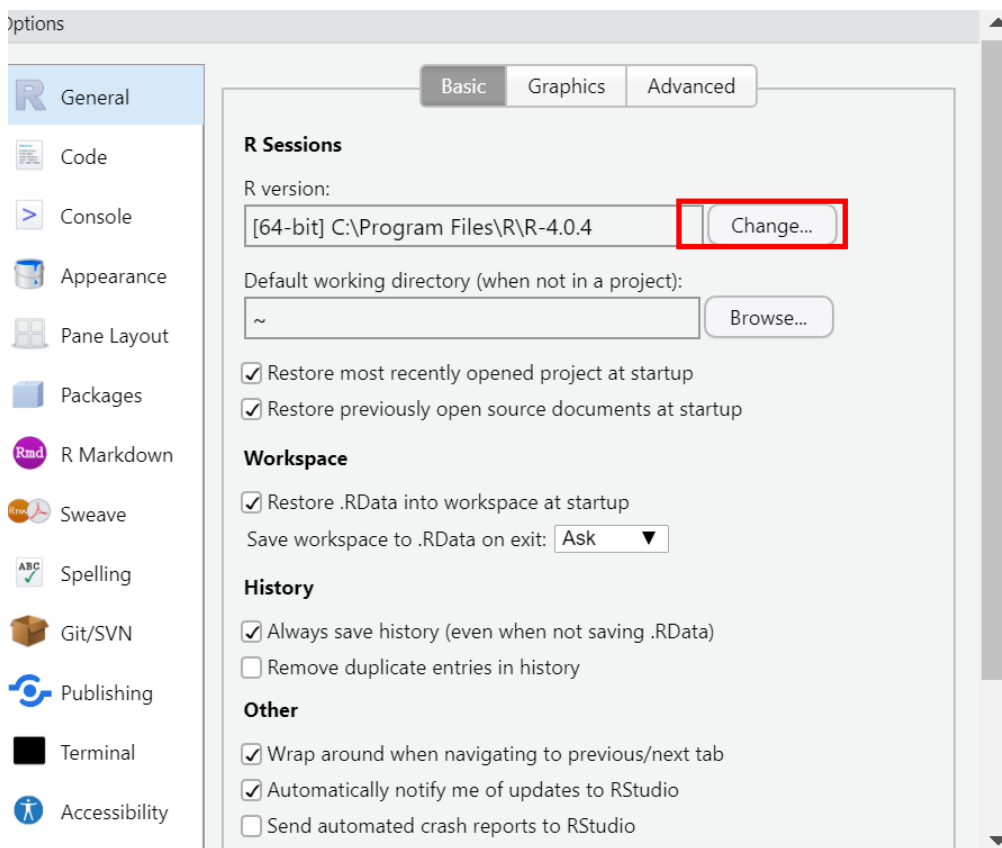 Options
General
Code
Console
Appearance
Pane Layout
Packages
Rmd R Markdown
Rnw Sweave
ABC Spelling
Git/SVN
Publishing
Terminal
Accessibility
Basic Graphics Advanced
R Sessions
R version:
[64-bit] C:\Program Files\R\R-4.0.4 Change...
Default working directory (when not in a project):
~ Browse...
Restore most recently opened project at startup
Restore previously open source documents at startup
Workspace
Restore .RData into workspace at startup
Save workspace to .RData on exit: Ask
History
Always save history (even when not saving .RData)
Remove duplicate entries in history
Other
Wrap around when navigating to previous/next tab
Automatically notify me of updates to RStudio
Send automated crash reports to RStudio